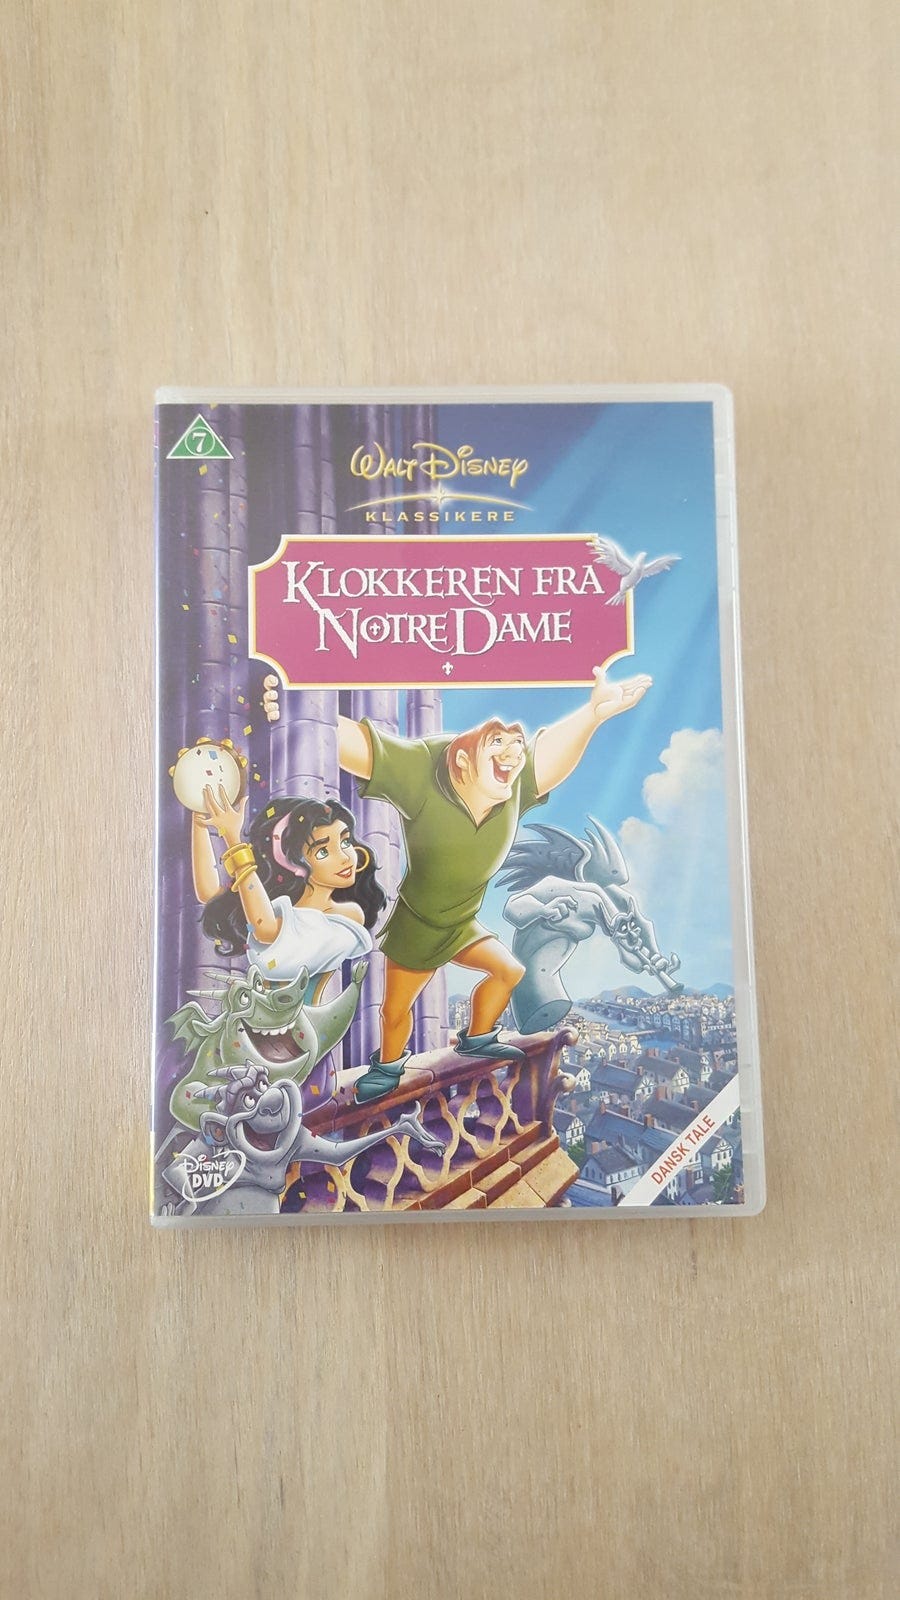 7
WALT DISNEY
KLASSIKERE
KLOKKEREN FRA
NOTRE DAME
DISNEY
DVD
DANSK TALE